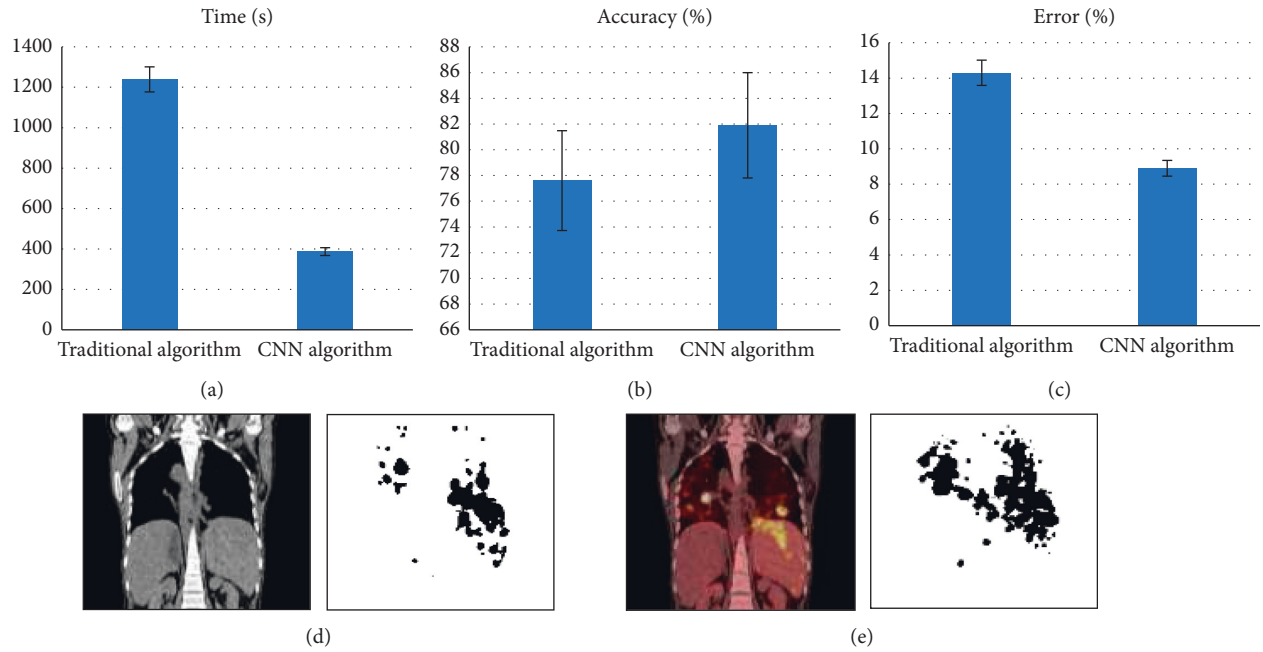 Time (s)
1400
1200
1000
800
600
400
200
0
Traditional algorithm CNN algorithm
(a)
Accuracy (%)
88
86
84
82
80
78
76
74
72
70
68
66
Traditional algorithm CNN algorithm
(b)
Error (%)
16
14
12
10
8
6
4
2
0
Traditional algorithm CNN algorithm
(c)
(d)
(e)